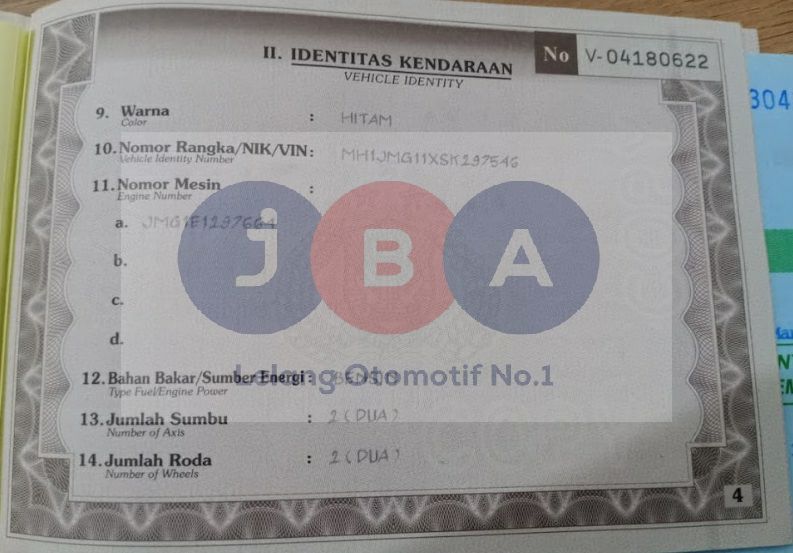 II. IDENTITAS KENDARAAN
VEHICLE IDENTITY
No V-04180622
9. Warna : HITAM
Color
10. Nomor Rangka/NIK/VIN: MH1JMG11XSK297546
Vehicle Identity Number
11. Nomor Mesin :
Engine Number
a. JMG1E1297664
b.
c.
d.
J B A
Lelang Otomotif No.1
12. Bahan Bakar/Sumber Energi : BENSIN
Type Fuel/Engine Power
13. Jumlah Sumbu : 2 (DUA)
Number of Axis
14. Jumlah Roda : 2 (DUA)
Number of Wheels
4
304